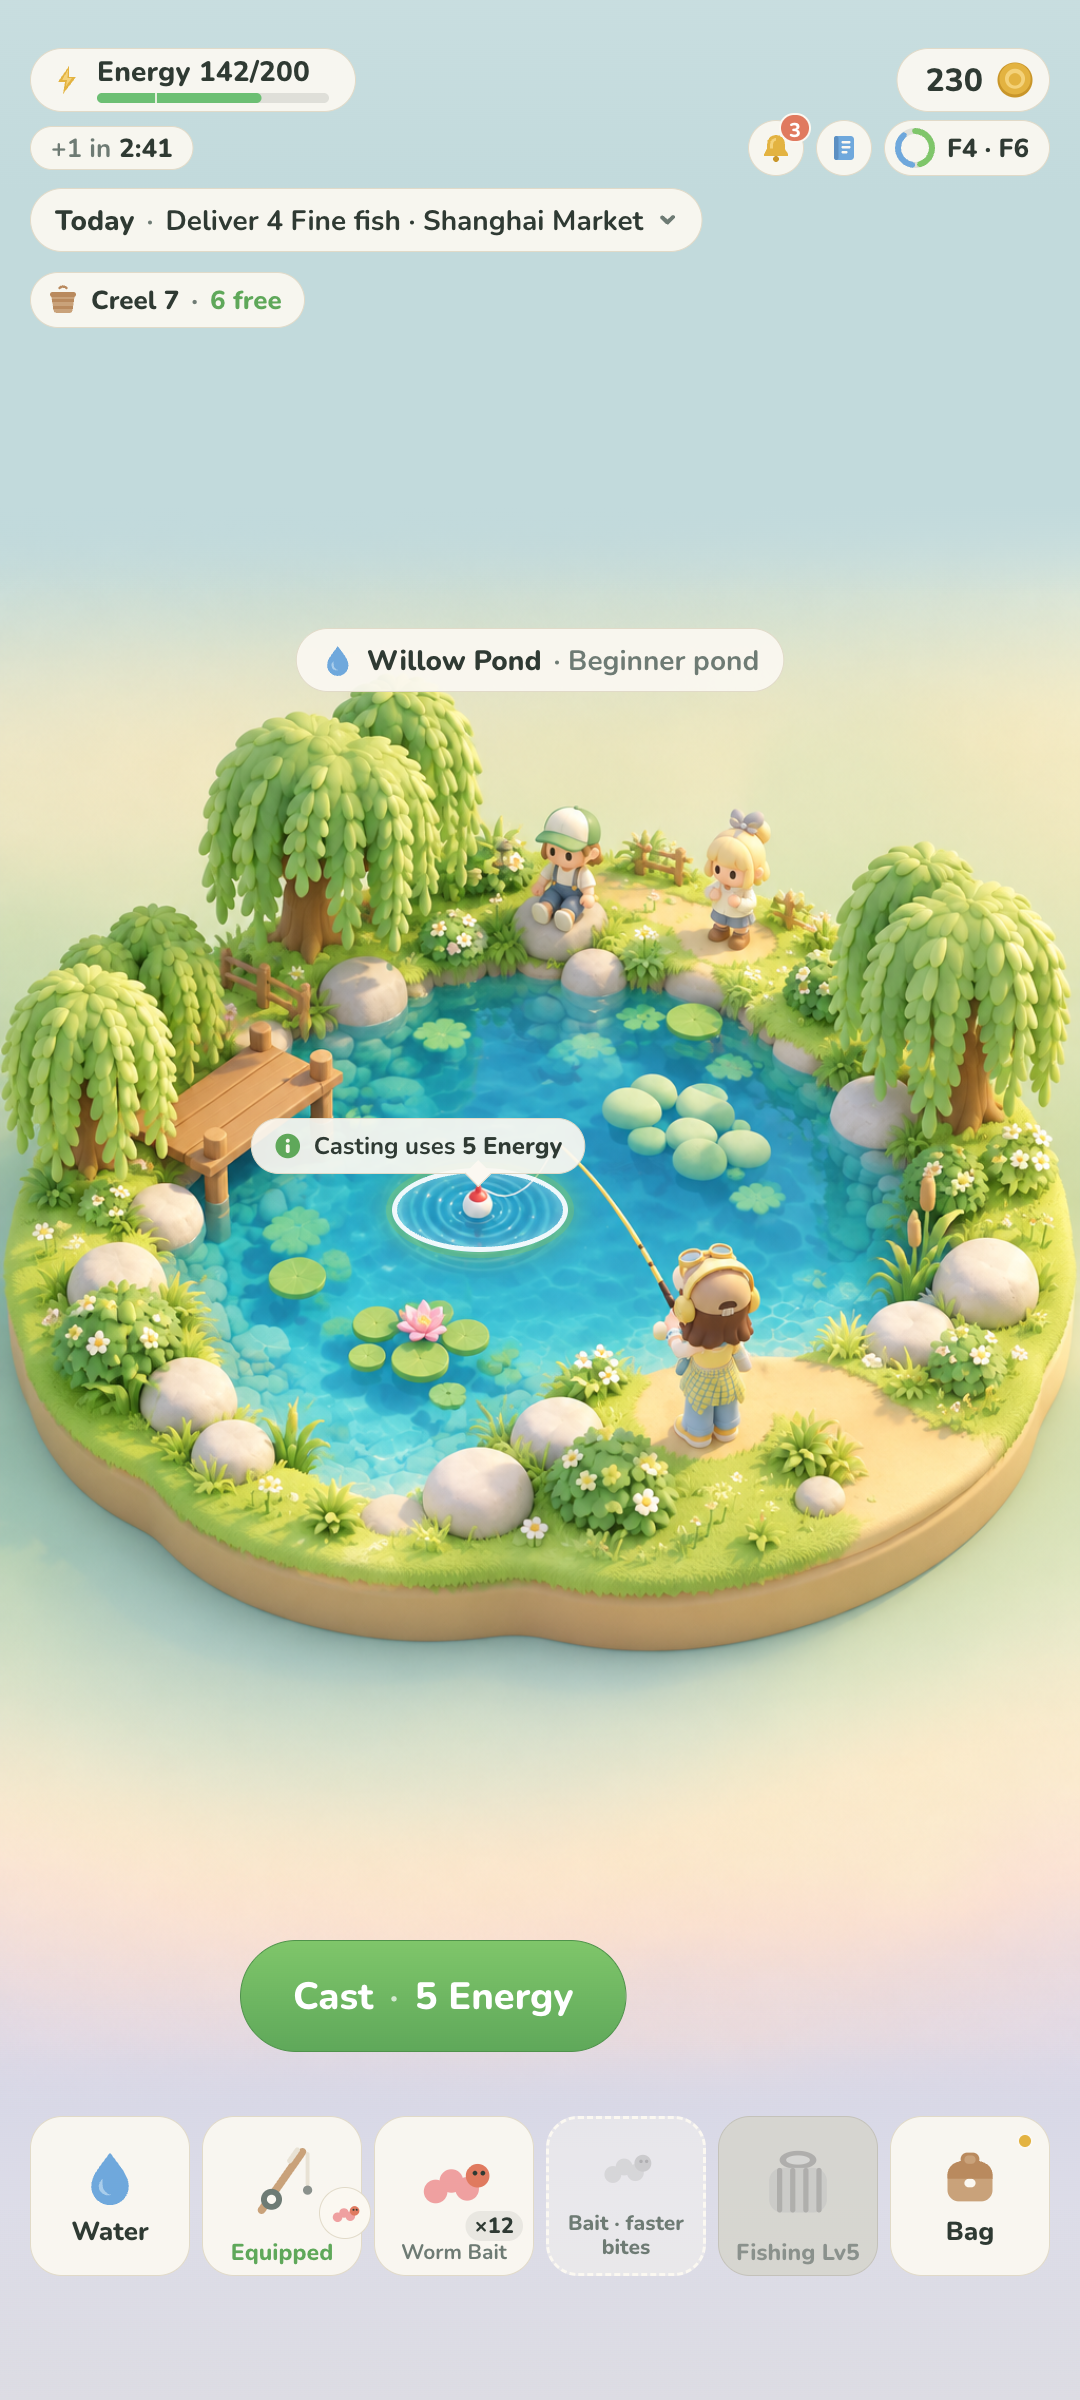 Energy 142/200
230
+1 in 2:41
3
F4 · F6
Today · Deliver 4 Fine fish · Shanghai Market
Creel 7 · 6 free
Willow Pond · Beginner pond
Casting uses 5 Energy
Cast · 5 Energy
Water
Equipped
×12
Worm Bait
Bait · faster
bites
Fishing Lv5
Bag